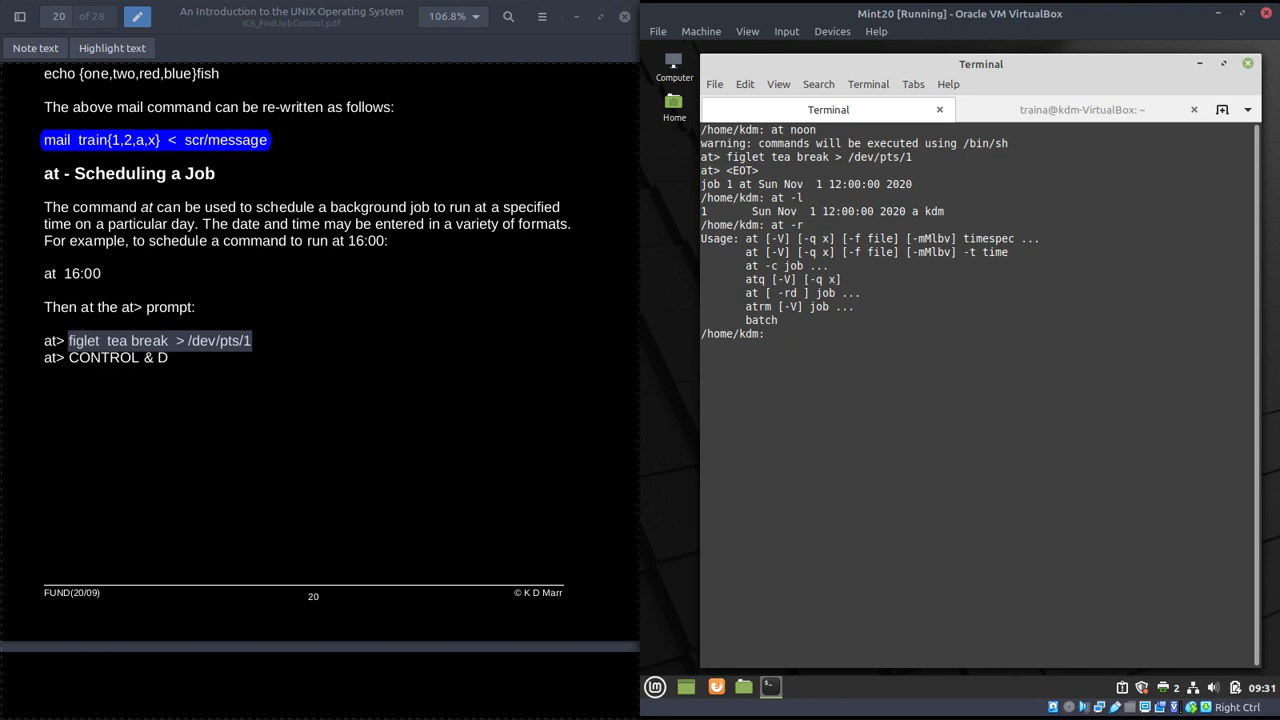 20 of 28
An Introduction to the UNIX Operating System
IC6_FindJobControl.pdf
106.8%
Note text
Highlight text
echo {one,two,red,blue}fish
The above mail command can be re-written as follows:
mail train{1,2,a,x} < scr/message
at - Scheduling a Job
The command at can be used to schedule a background job to run at a specified
time on a particular day. The date and time may be entered in a variety of formats.
For example, to schedule a command to run at 16:00:
at 16:00
Then at the at> prompt:
at> figlet tea break > /dev/pts/1
at> CONTROL & D
FUND(20/09)
20
© K D Marr
Mint20 [Running] - Oracle VM VirtualBox
File Machine View Input Devices Help
Computer
Home
Terminal
File Edit View Search Terminal Tabs Help
Terminal
traina@kdm-VirtualBox: ~
/home/kdm: at noon
warning: commands will be executed using /bin/sh
at> figlet tea break > /dev/pts/1
at> <EOT>
job 1 at Sun Nov  1 12:00:00 2020
/home/kdm: at -l
1       Sun Nov  1 12:00:00 2020 a kdm
/home/kdm: at -r
Usage: at [-V] [-q x] [-f file] [-mMlbv] timespec ...
       at [-V] [-q x] [-f file] [-mMlbv] -t time
       at -c job ...
       atq [-V] [-q x]
       at [ -rd ] job ...
       atrm [-V] job ...
       batch
/home/kdm:
2
09:31
Right Ctrl